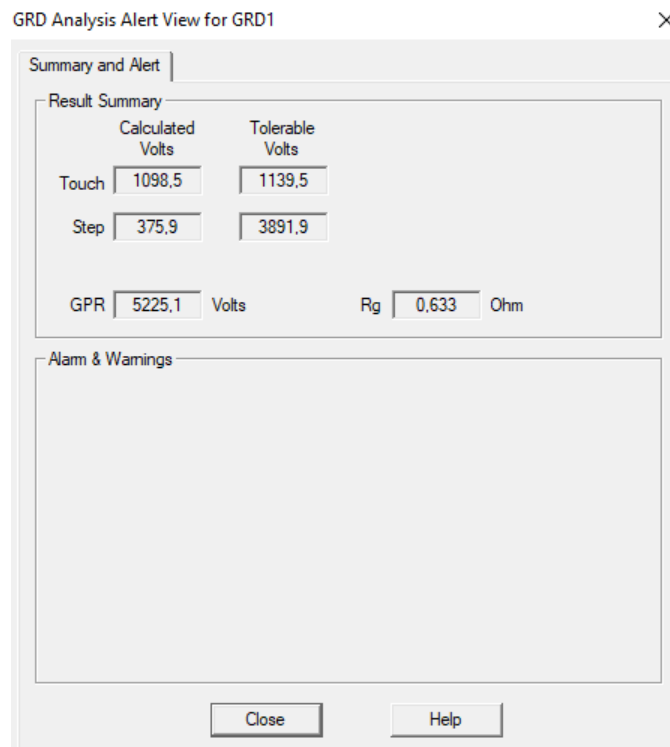 GRD Analysis Alert View for GRD1
Summary and Alert
Result Summary
Calculated Volts
Tolerable Volts
Touch 1098,5 1139,5
Step 375,9 3891,9
GPR 5225,1 Volts Rg 0,633 Ohm
Alarm & Warnings
Close Help